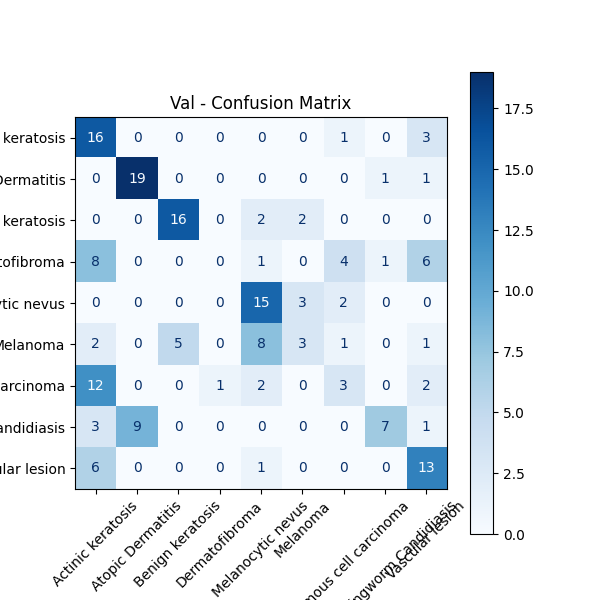 Val - Confusion Matrix
keratosis 16 0 0 0 0 0 1 0 3
Dermatitis 0 19 0 0 0 0 0 1 1
keratosis 0 0 16 0 2 2 0 0 0
tofibroma 8 0 0 0 1 0 4 1 6
ytic nevus 0 0 0 0 15 3 2 0 0
Melanoma 2 0 5 0 8 3 1 0 1
arcinoma 12 0 0 1 2 0 3 0 2
andidiasis 3 9 0 0 0 0 0 7 1
ular lesion 6 0 0 0 1 0 0 0 13
Actinic keratosis
Atopic Dermatitis
Benign keratosis
Dermatofibroma
Melanocytic nevus
Melanoma
mous cell carcinoma
ngworm Candidiasis
Vascular lesion
17.5
15.0
12.5
10.0
7.5
5.0
2.5
0.0